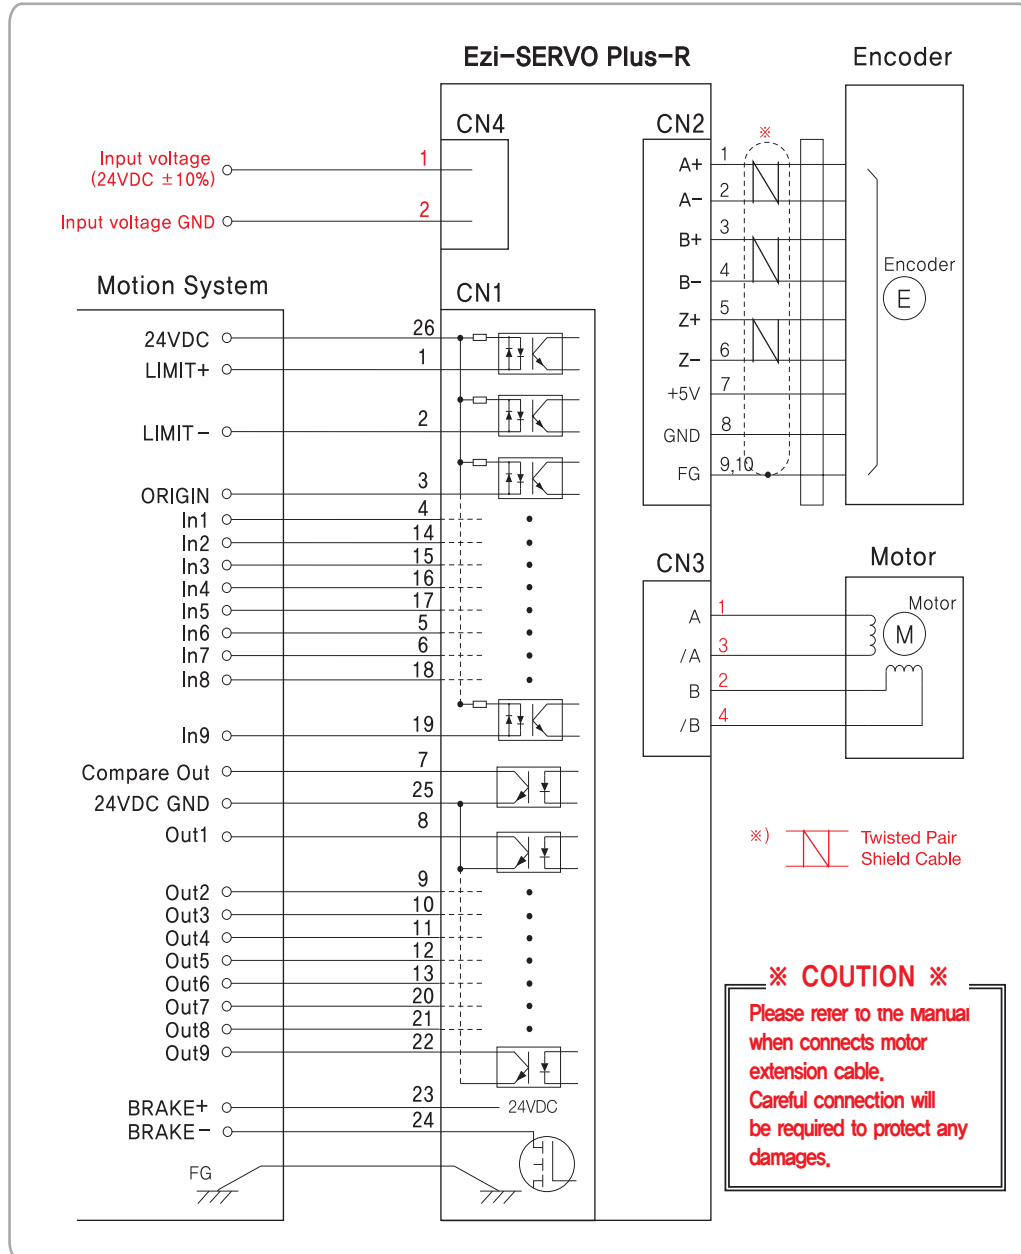 Ezi-SERVO Plus-R
Encoder
CN4
CN2
Input voltage
(24VDC ±10%)
1
Input voltage GND
2
※
A+ 1
A- 2
B+ 3
B- 4
Z+ 5
Z- 6
+5V 7
GND 8
FG 9,10
Encoder
E
Motion System
CN1
24VDC 26
LIMIT+ 1
LIMIT- 2
ORIGIN 3
In1 4
In2 14
In3 15
In4 16
In5 17
In6 5
In7 6
In8 18
In9 19
Compare Out 7
24VDC GND 25
Out1 8
Out2 9
Out3 10
Out4 11
Out5 12
Out6 13
Out7 20
Out8 21
Out9 22
BRAKE+ 23 24VDC
BRAKE- 24
FG
CN3
Motor
A 1
/A 3
B 2
/B 4
Motor
M
※) Twisted Pair
Shield Cable
※ COUTION ※
Please refer to the Manual
when connects motor
extension cable.
Careful connection will
be required to protect any
damages.